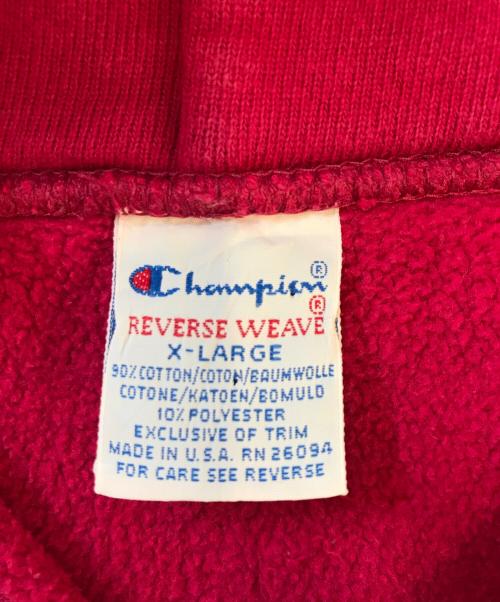 Champion®
REVERSE WEAVE®
X-LARGE
90% COTTON/COTON/BAUMWOLLE
COTONE/KATOEN/BOMULD
10% POLYESTER
EXCLUSIVE OF TRIM
MADE IN U.S.A. RN 26094
FOR CARE SEE REVERSE